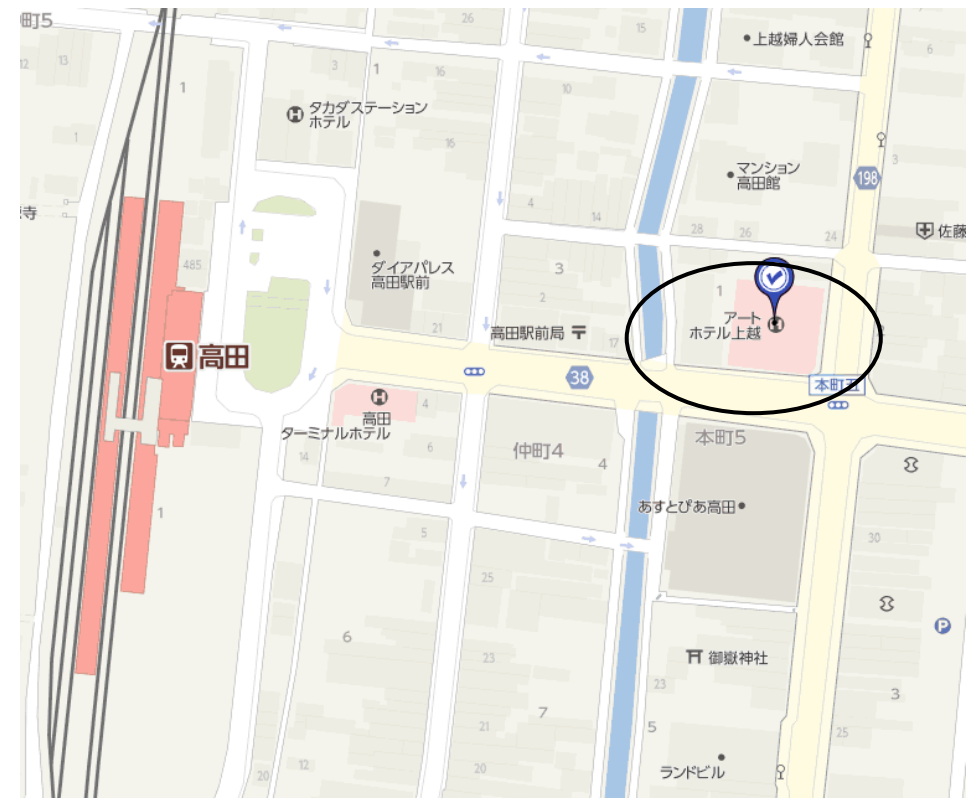 町5
26
15
上越婦人会館
6
12
13
1
3
1
16
10
タカダステーション
ホテル
1
16
3
マンション
高田館
198
寺
4
14
28
26
24
佐藤
485
ダイアパレス
高田駅前
3
2
1
アート
ホテル上越
21
高田駅前局
17
高田
38
本町五
高田
ターミナルホテル
4
6
14
7
仲町4
4
本町5
あすとぴあ高田
1
5
30
25
6
23
7
21
20
20
12
御嶽神社
23
5
3
25
P
ランドビル